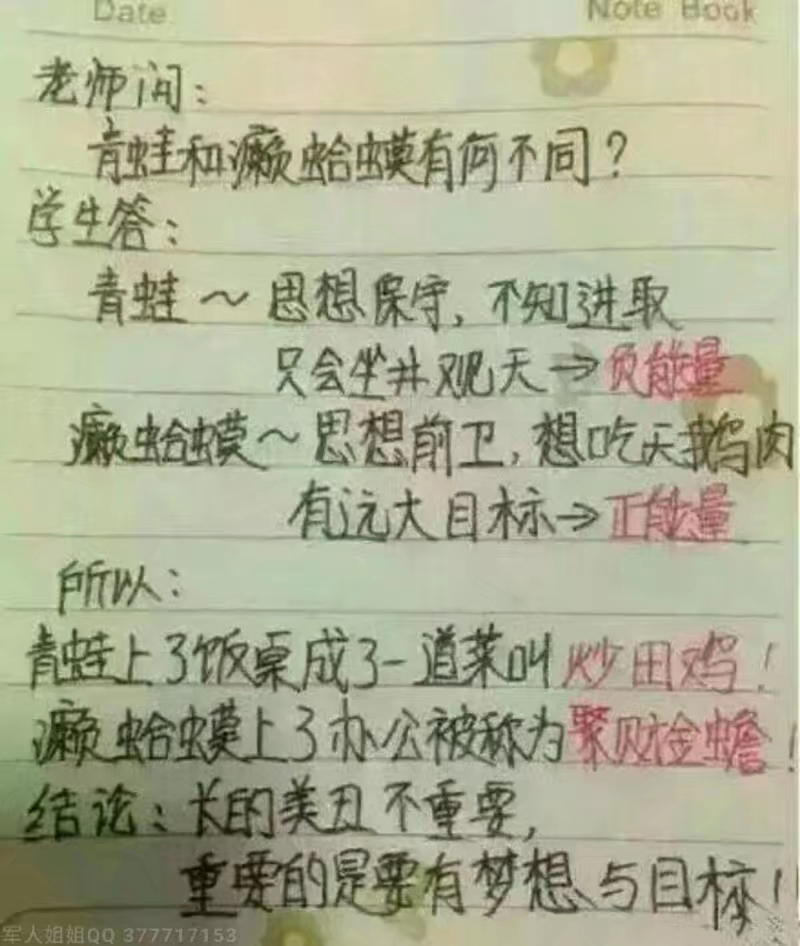 Date Note Book
老师问:
青蛙和癞蛤蟆有何不同?
学生答:
青蛙~思想保守,不知进取
只会坐井观天→负能量
癞蛤蟆~思想前卫,想吃天鹅肉
有远大目标→正能量
所以:
青蛙上了饭桌成了一道菜叫炒田鸡!
癞蛤蟆上了办公被称为聚财金蟾!
结论:长的美丑不重要,
重要的是要有梦想与目标!!
军人姐姐QQ 377717153